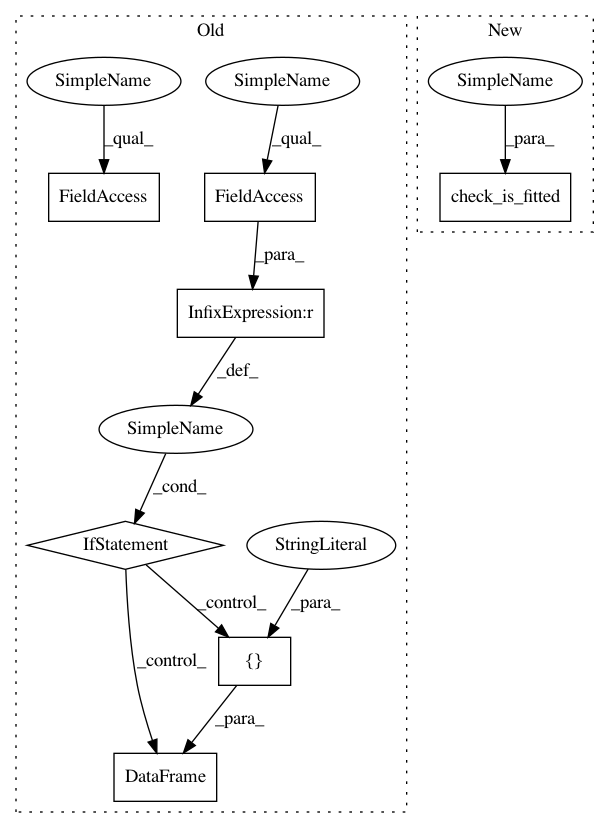 Old
New
SimpleName
SimpleName
SimpleName
_qual_
_qual_
_para_
FieldAccess
FieldAccess
check_is_fitted
_para_
InfixExpression:r
_def_
SimpleName
_cond_
IfStatement
StringLiteral
_control_
_para_
_control_
{}
_para_
DataFrame